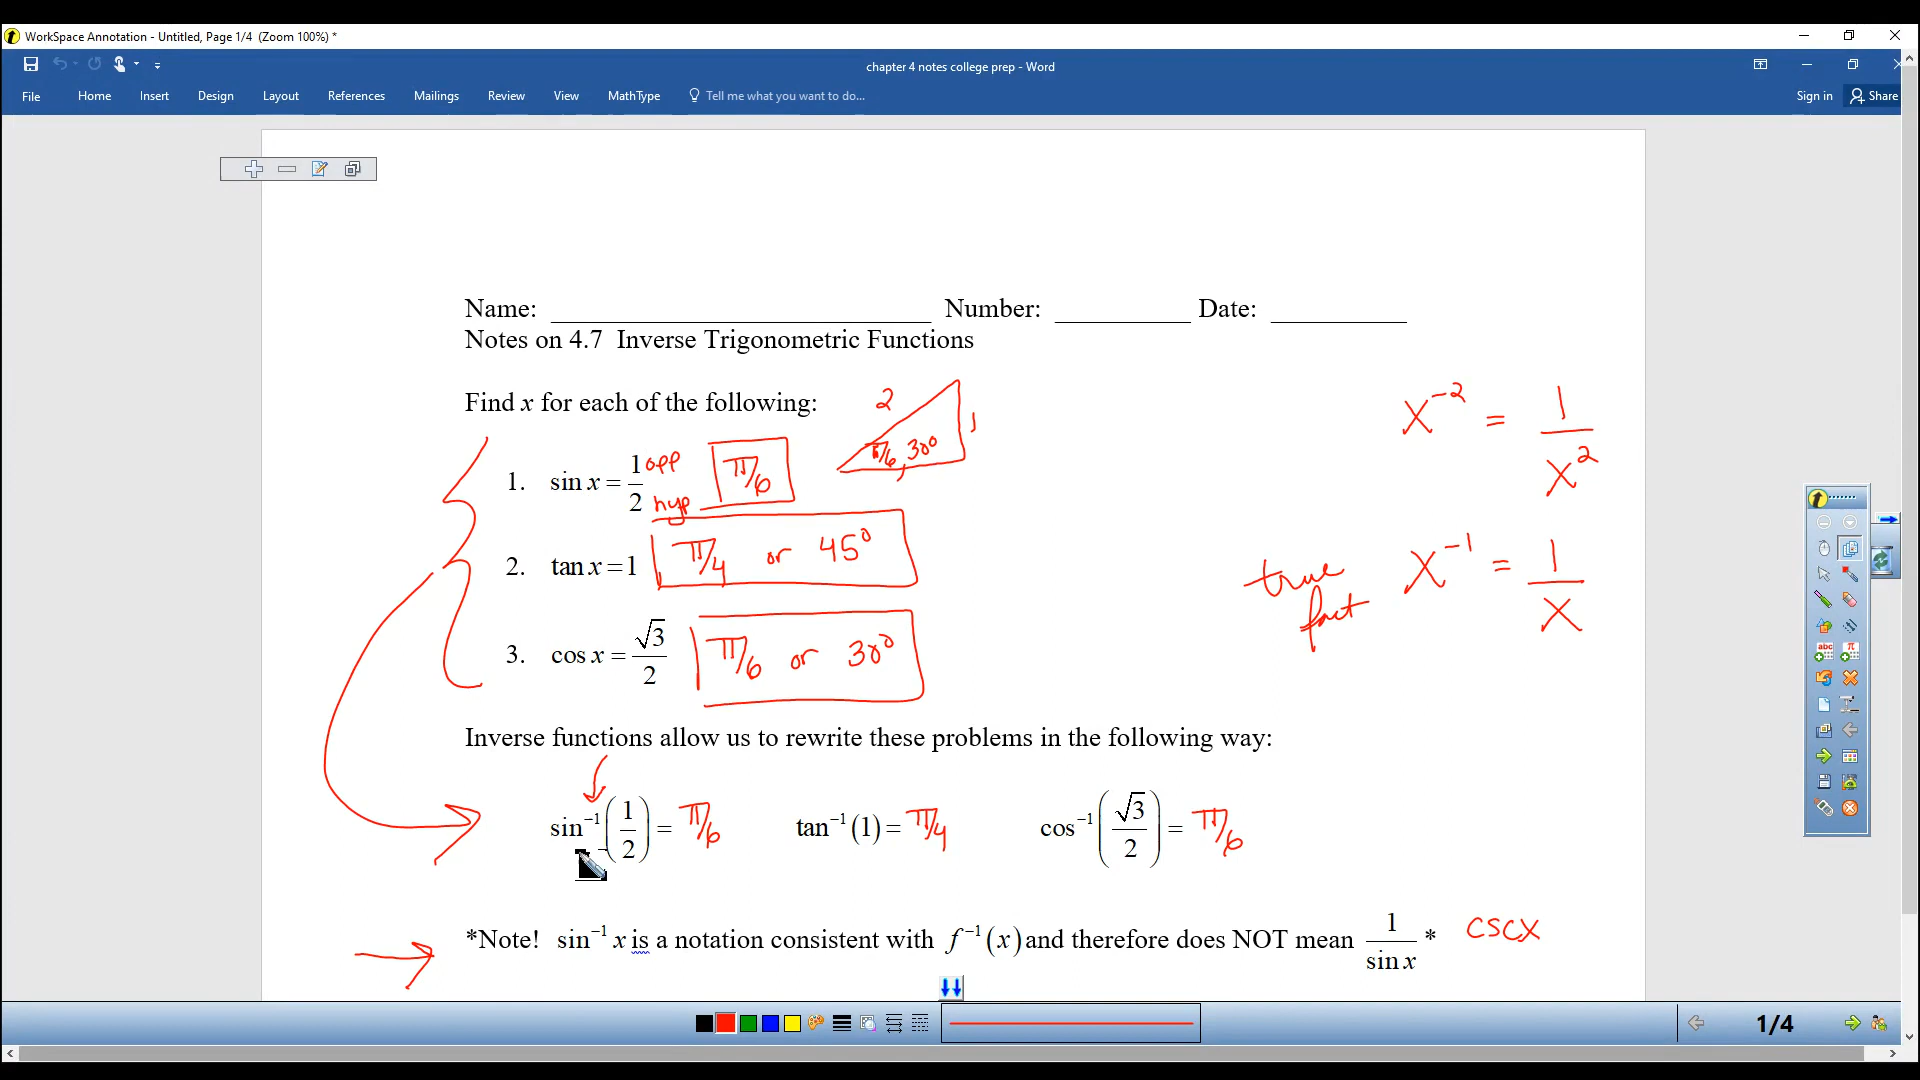 WorkSpace Annotation - Untitled, Page 1/4 (Zoom 100%) *
chapter 4 notes college prep - Word
File Home Insert Design Layout References Mailings Review View MathType Tell me what you want to do... Sign in Share
Name: ____________________________ Number: __________ Date: __________
Notes on 4.7 Inverse Trigonometric Functions
Find x for each of the following:
2
1
π/6, 30°
1. sin x = 1/2 opp hyp π/6
2. tan x = 1 π/4 or 45°
3. cos x = √3/2 π/6 or 30°
x⁻² = 1/x²
true fact x⁻¹ = 1/x
Inverse functions allow us to rewrite these problems in the following way:
sin⁻¹(1/2) = π/6 tan⁻¹(1) = π/4 cos⁻¹(√3/2) = π/6
*Note! sin⁻¹ x is a notation consistent with f⁻¹(x) and therefore does NOT mean 1/sin x * cscx
1/4